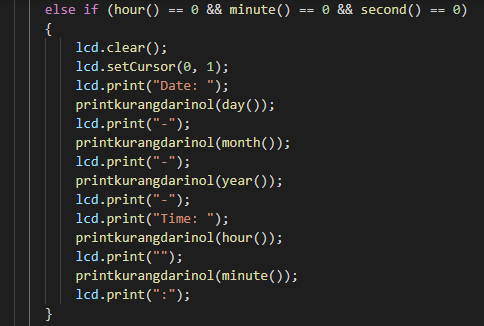 else if (hour() == 0 && minute() == 0 && second() == 0)
{
lcd.clear();
lcd.setCursor(0, 1);
lcd.print("Date: ");
printkurangdarinol(day());
lcd.print("-");
printkurangdarinol(month());
lcd.print("-");
printkurangdarinol(year());
lcd.print("-");
lcd.print("Time: ");
printkurangdarinol(hour());
lcd.print("");
printkurangdarinol(minute());
lcd.print(":");
}